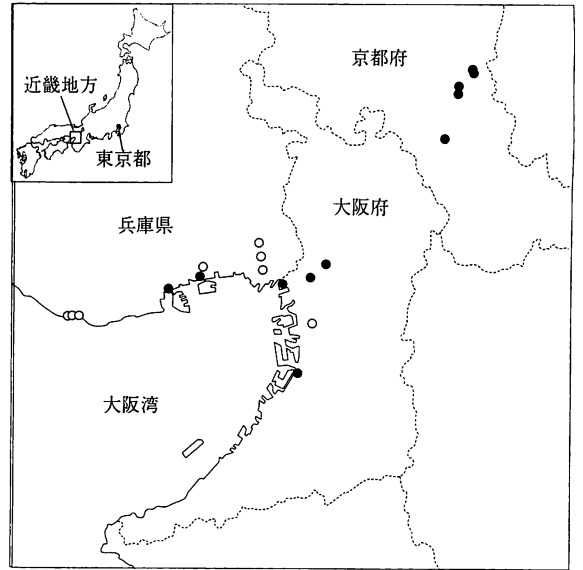 近畿地方
東京都
京都府
大阪府
兵庫県
大阪湾